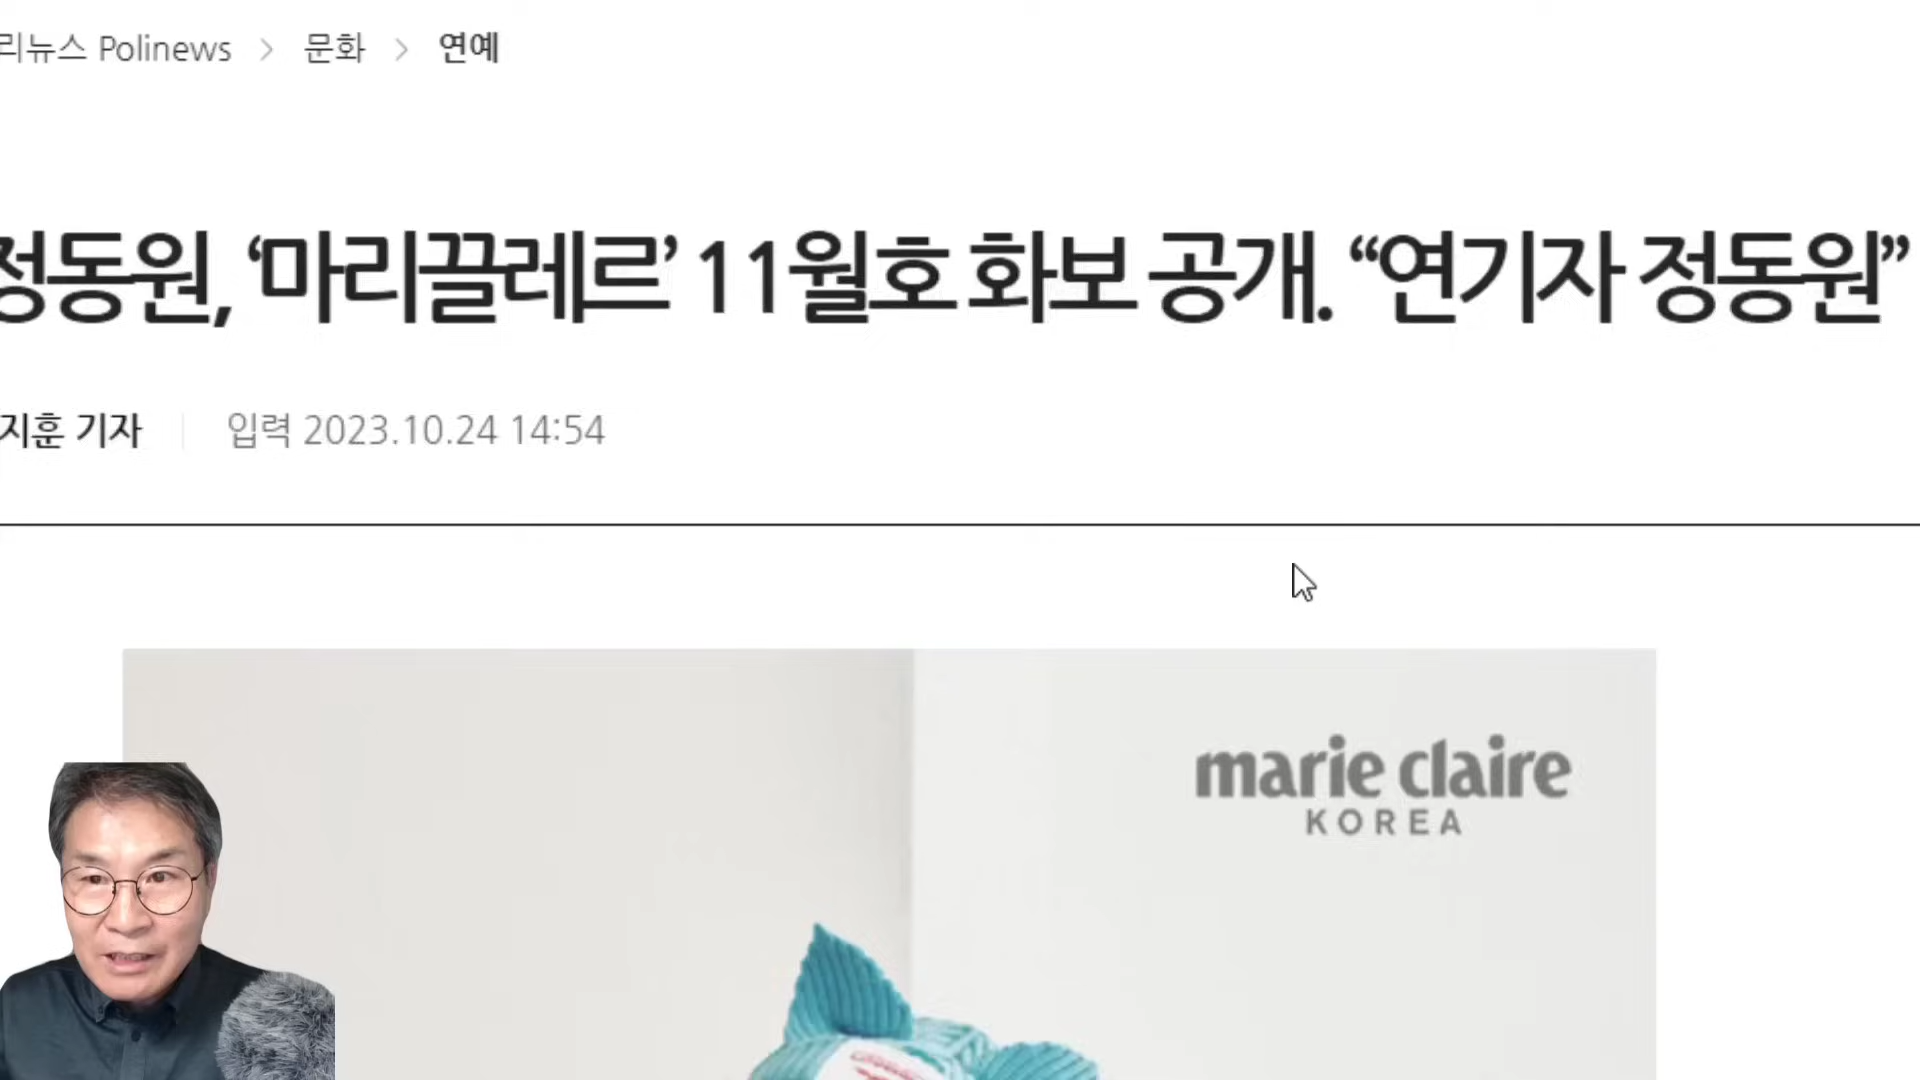 리뉴스 Polinews > 문화 > 연예
정동원, ‘마리끌레르’ 11월호 화보 공개. “연기자 정동원”
지훈 기자 입력 2023.10.24 14:54
marie claire
KOREA